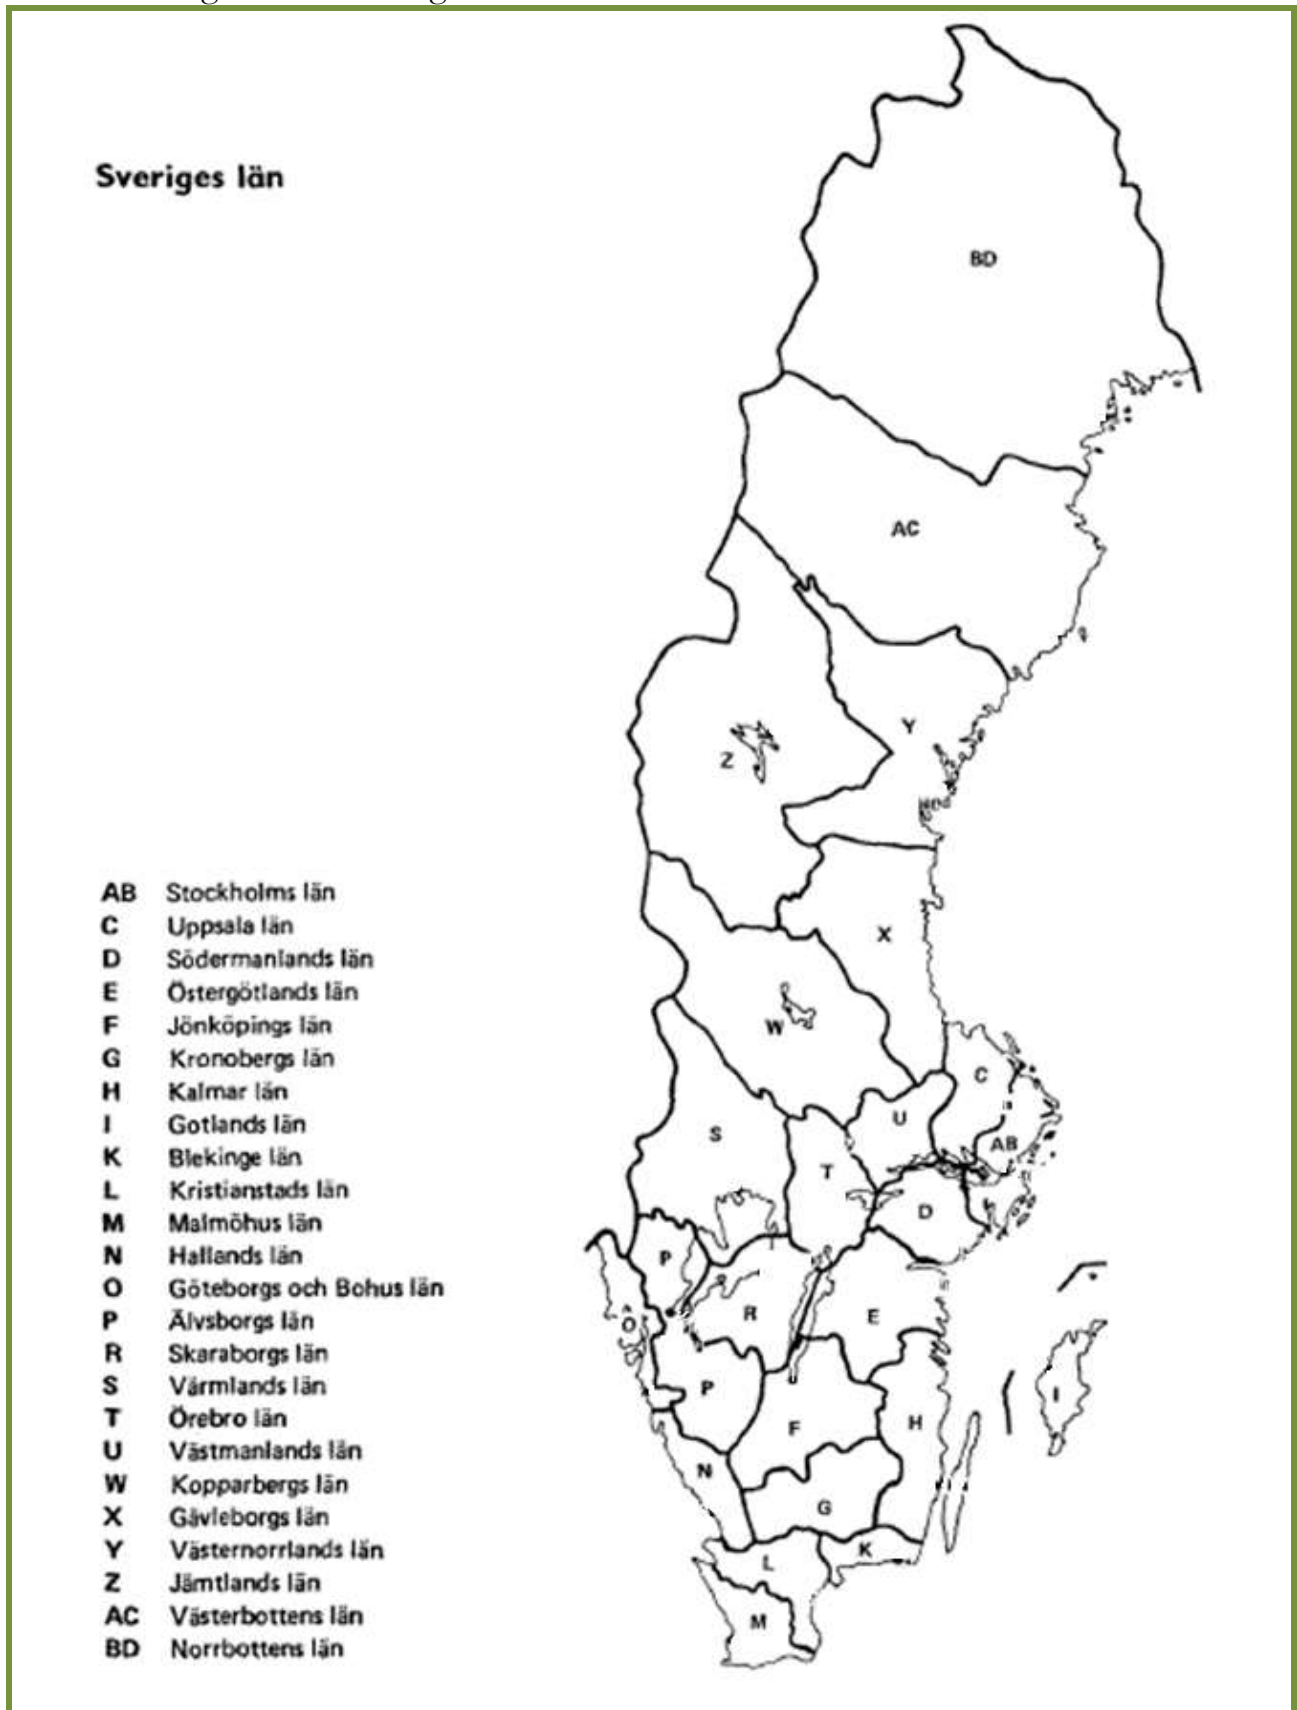 Sveriges län
BD
AC
Y
Z
X
W
C
U
S
AB
T
D
P
R
O
E
P
I
F
H
N
G
K
L
M
AB Stockholms län
C Uppsala län
D Södermanlands län
E Östergötlands län
F Jönköpings län
G Kronobergs län
H Kalmar län
I Gotlands län
K Blekinge län
L Kristianstads län
M Malmöhus län
N Hallands län
O Göteborgs och Bohus län
P Älvsborgs län
R Skaraborgs län
S Värmlands län
T Örebro län
U Västmanlands län
W Kopparbergs län
X Gävleborgs län
Y Västernorrlands län
Z Jämtlands län
AC Västerbottens län
BD Norrbottens län